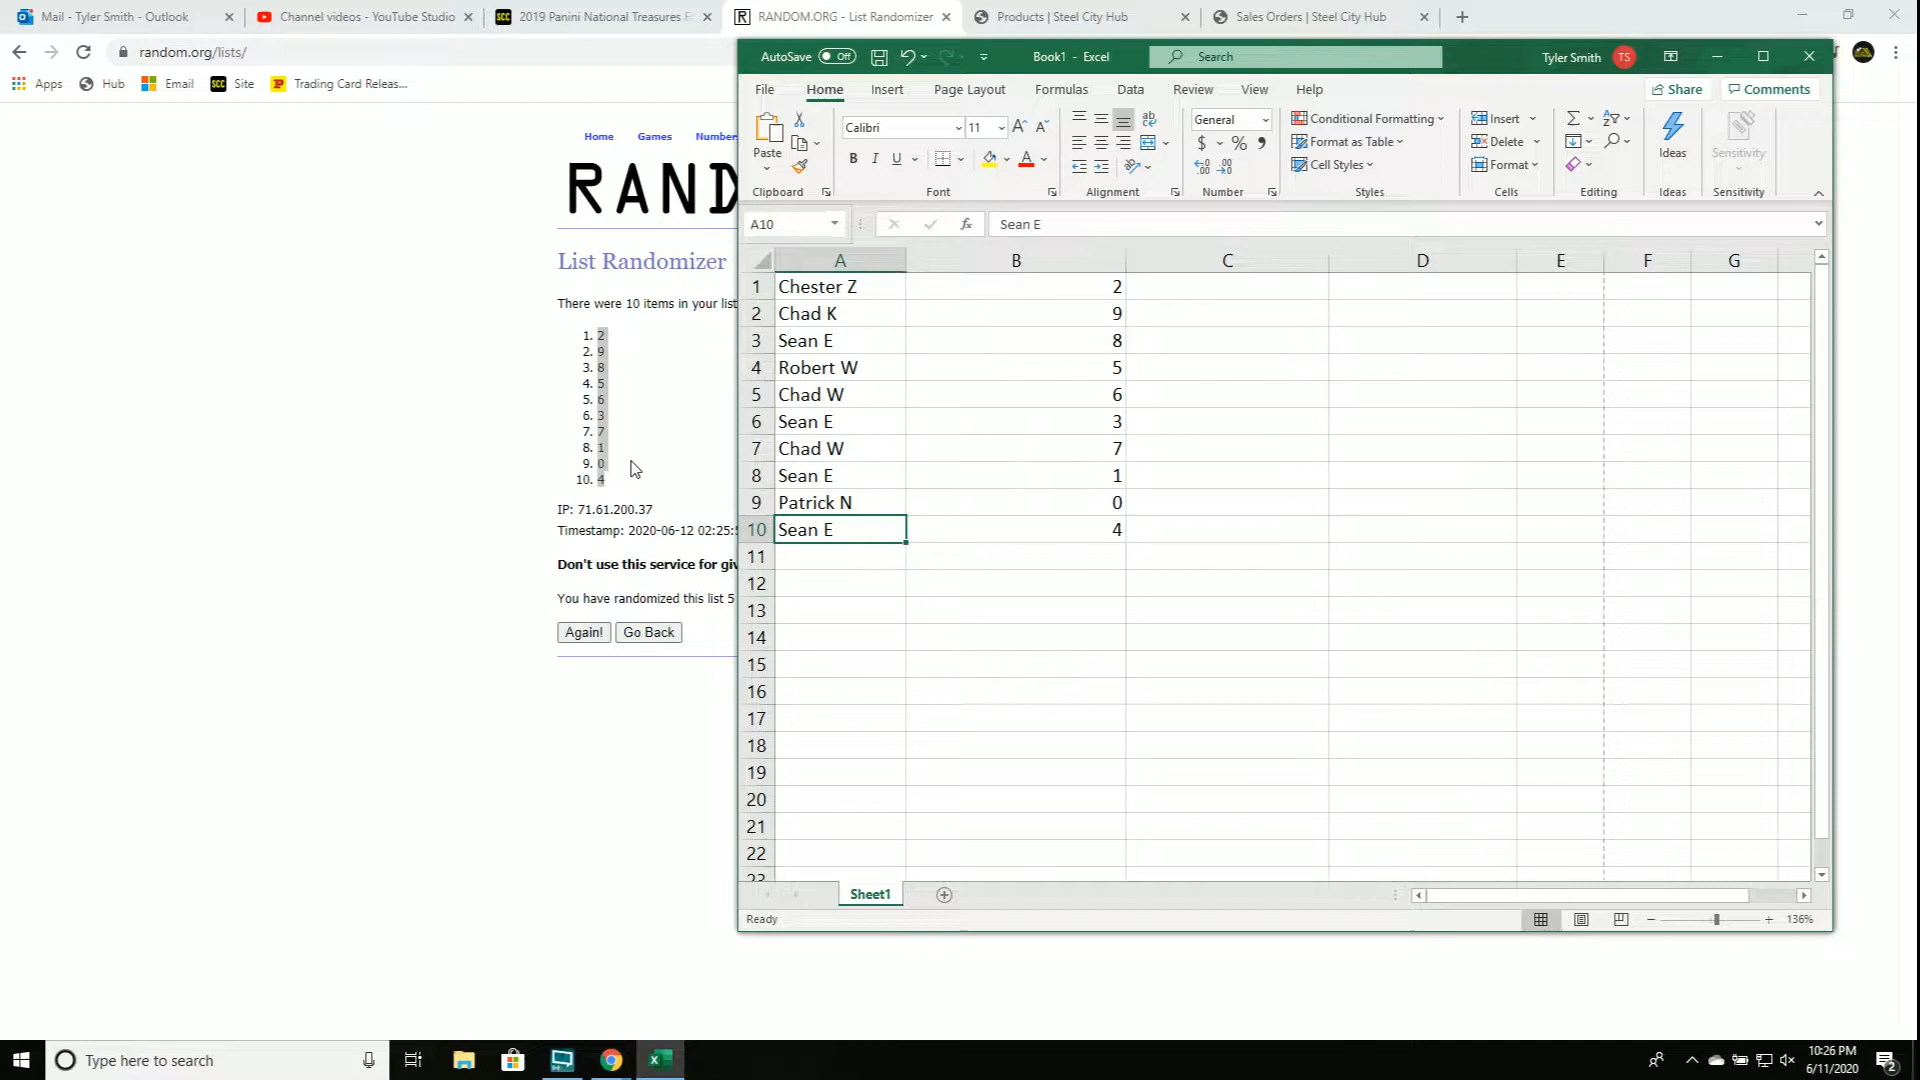 Mail - Tyler Smith - Outlook
Channel videos - YouTube Studio
2019 Panini National Treasures
RANDOM.ORG - List Randomizer
Products | Steel City Hub
Sales Orders | Steel City Hub
random.org/lists/
Apps
Hub
Email
SCC Site
Trading Card Releas...
AutoSave Off
Book1 - Excel
Search
Tyler Smith TS
File Home Insert Page Layout Formulas Data Review View Help
Share Comments
Paste
Calibri 11
General
Conditional Formatting
Format as Table
Cell Styles
Insert
Delete
Format
Ideas
Sensitivity
Clipboard Font Alignment Number Styles Cells Editing Ideas Sensitivity
A10
fx Sean E
A B C D E F G
1 Chester Z 2
2 Chad K 9
3 Sean E 8
4 Robert W 5
5 Chad W 6
6 Sean E 3
7 Chad W 7
8 Sean E 1
9 Patrick N 0
10 Sean E 4
11
12
13
14
15
16
17
18
19
20
21
22
23
Sheet1
Ready
136%
Home Games Numbers
RAND
List Randomizer
There were 10 items in your list
1. 2
2. 9
3. 8
4. 5
5. 6
6. 3
7. 7
8. 1
9. 0
10. 4
IP: 71.61.200.37
Timestamp: 2020-06-12 02:25:
Don't use this service for giv
You have randomized this list 5
Again! Go Back
Type here to search
10:26 PM
6/11/2020
2